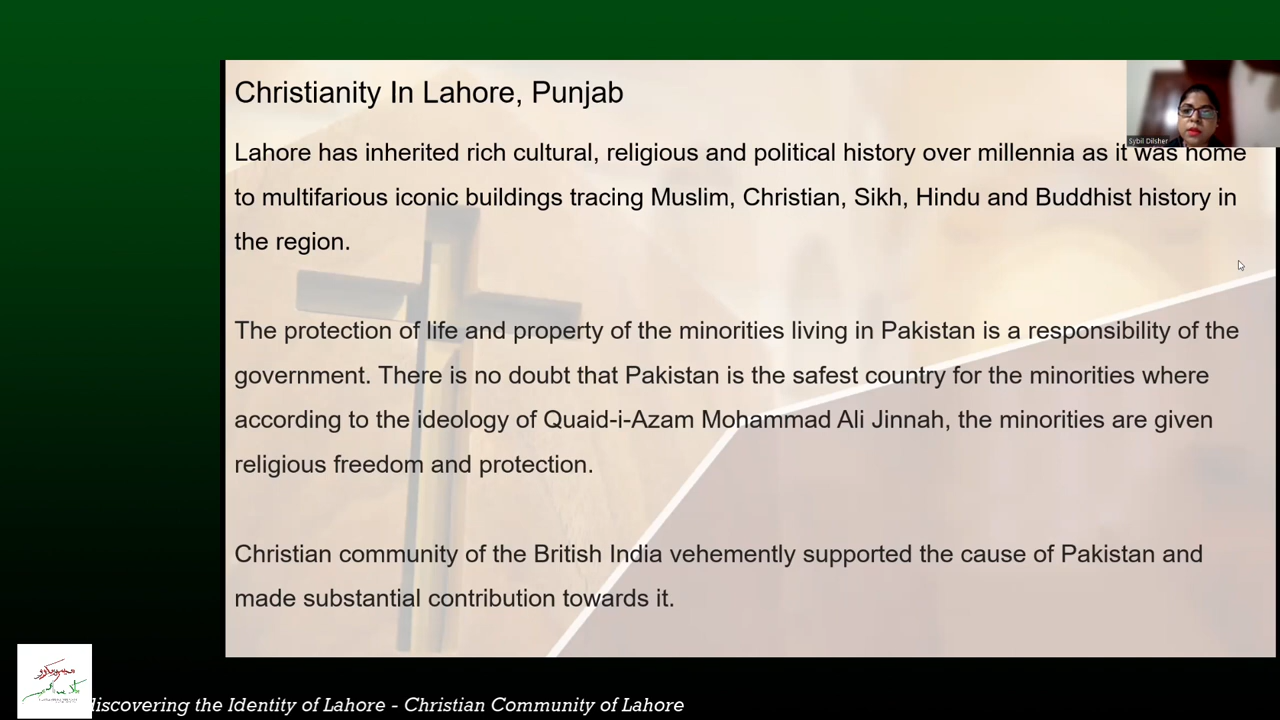 Christianity In Lahore, Punjab
Sybil Dilsher
Lahore has inherited rich cultural, religious and political history over millennia as it was home
to multifarious iconic buildings tracing Muslim, Christian, Sikh, Hindu and Buddhist history in
the region.
The protection of life and property of the minorities living in Pakistan is a responsibility of the
government. There is no doubt that Pakistan is the safest country for the minorities where
according to the ideology of Quaid-i-Azam Mohammad Ali Jinnah, the minorities are given
religious freedom and protection.
Christian community of the British India vehemently supported the cause of Pakistan and
made substantial contribution towards it.
discovering the Identity of Lahore - Christian Community of Lahore